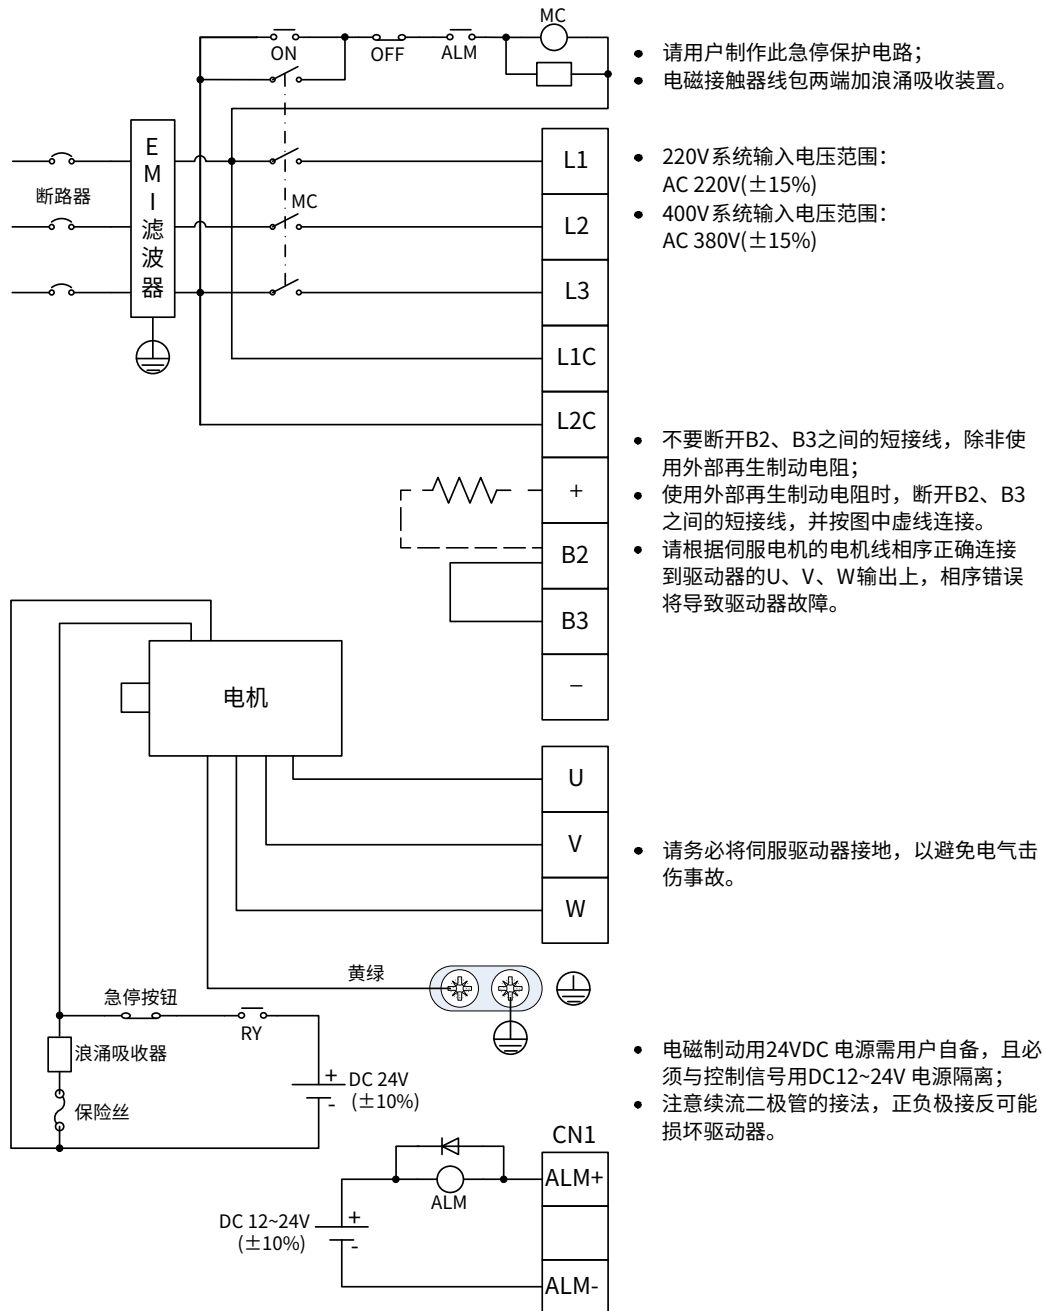 MC
ON
OFF
ALM
• 请用户制作此急停保护电路；
• 电磁接触器线包两端加浪涌吸收装置。
EMI滤波器
断路器
MC
L1
L2
L3
L1C
L2C
+
B2
B3
−
• 220V系统输入电压范围：
AC 220V(±15%)
• 400V系统输入电压范围：
AC 380V(±15%)
• 不要断开B2、B3之间的短接线，除非使
用外部再生制动电阻；
• 使用外部再生制动电阻时，断开B2、B3
之间的短接线，并按图中虚线连接。
• 请根据伺服电机的电机线相序正确连接
到驱动器的U、V、W输出上，相序错误
将导致驱动器故障。
电机
U
V
W
• 请务必将伺服驱动器接地，以避免电气击
伤事故。
黄绿
急停按钮
RY
浪涌吸收器
保险丝
+
DC 24V
-
(±10%)
• 电磁制动用24VDC 电源需用户自备，且必
须与控制信号用DC12~24V 电源隔离；
• 注意续流二极管的接法，正负极接反可能
损坏驱动器。
CN1
ALM+
ALM
DC 12~24V
+
(±10%)
-
ALM-